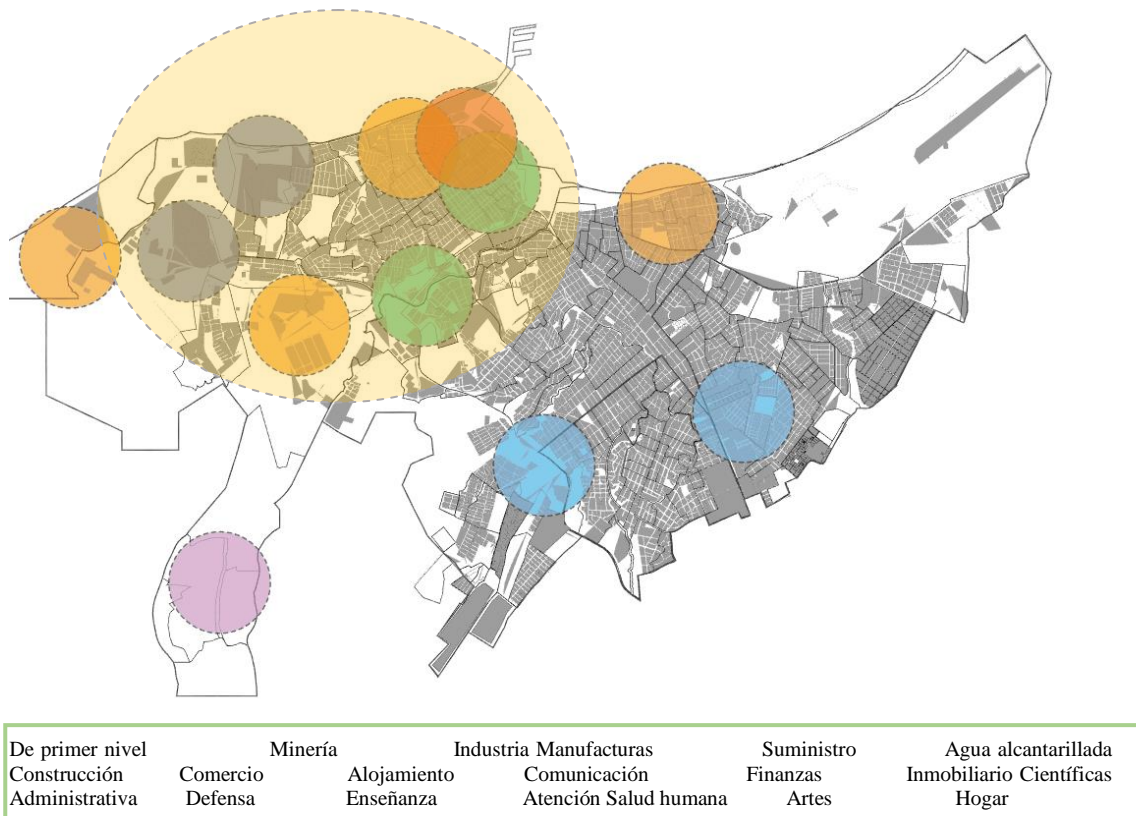 De primer nivel Minería Industria Manufacturas Suministro Agua alcantarillada
Construcción Comercio Alojamiento Comunicación Finanzas Inmobiliario Científicas
Administrativa Defensa Enseñanza Atención Salud humana Artes Hogar